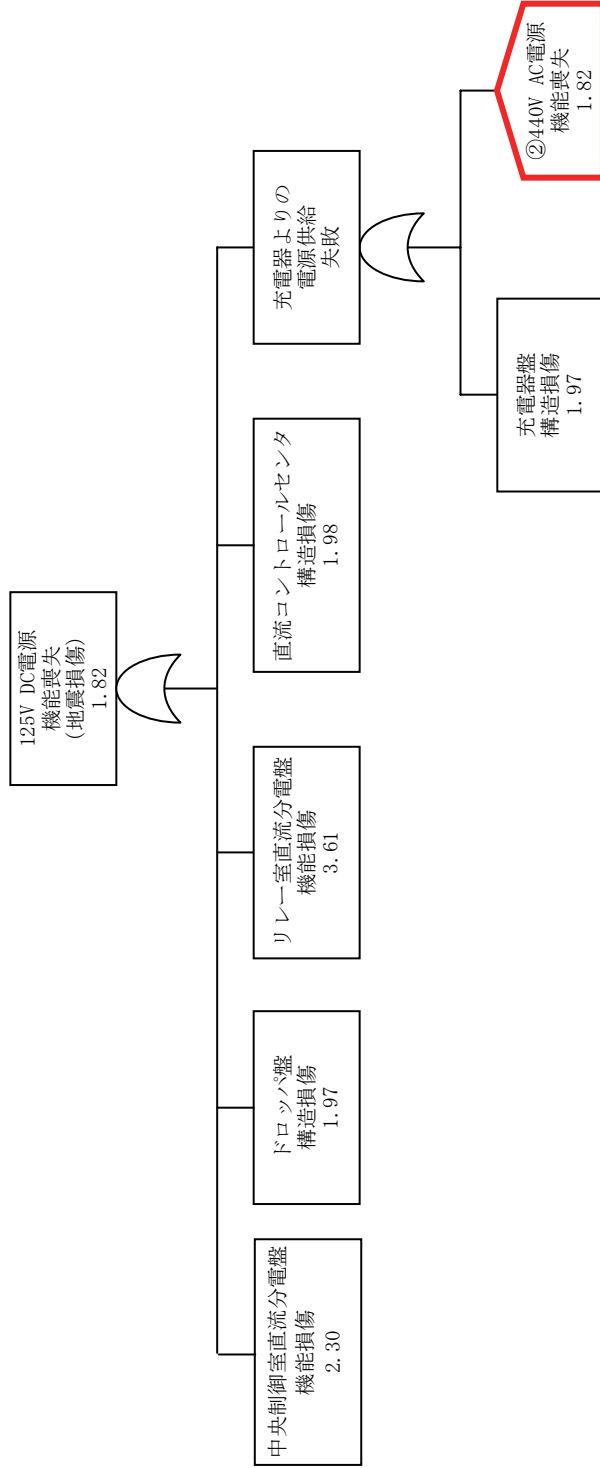 125V DC電源
機能喪失
(地震損傷)
1.82
中央制御室直流分電盤
機能損傷
2.30
ドロッパ盤
構造損傷
1.97
リレー室直流分電盤
機能損傷
3.61
直流コントロールセンタ
構造損傷
1.98
充電器よりの
電源供給
失敗
充電器盤
構造損傷
1.97
②440V AC電源
機能喪失
1.82